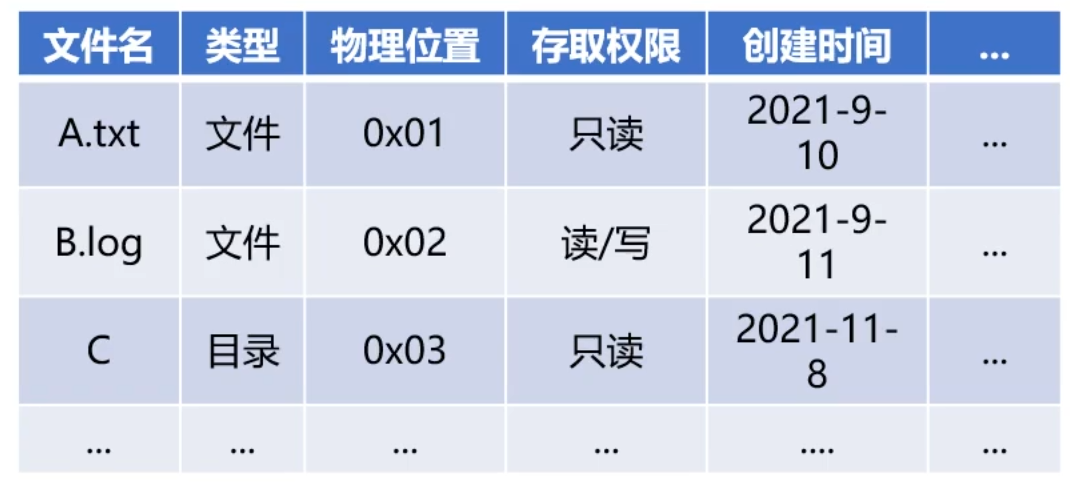 文件名 类型 物理位置 存取权限 创建时间 ...
A.txt 文件 0x01 只读 2021-9-10 ...
B.log 文件 0x02 读/写 2021-9-11 ...
C 目录 0x03 只读 2021-11-8 ...
... ... ... ... .... ...